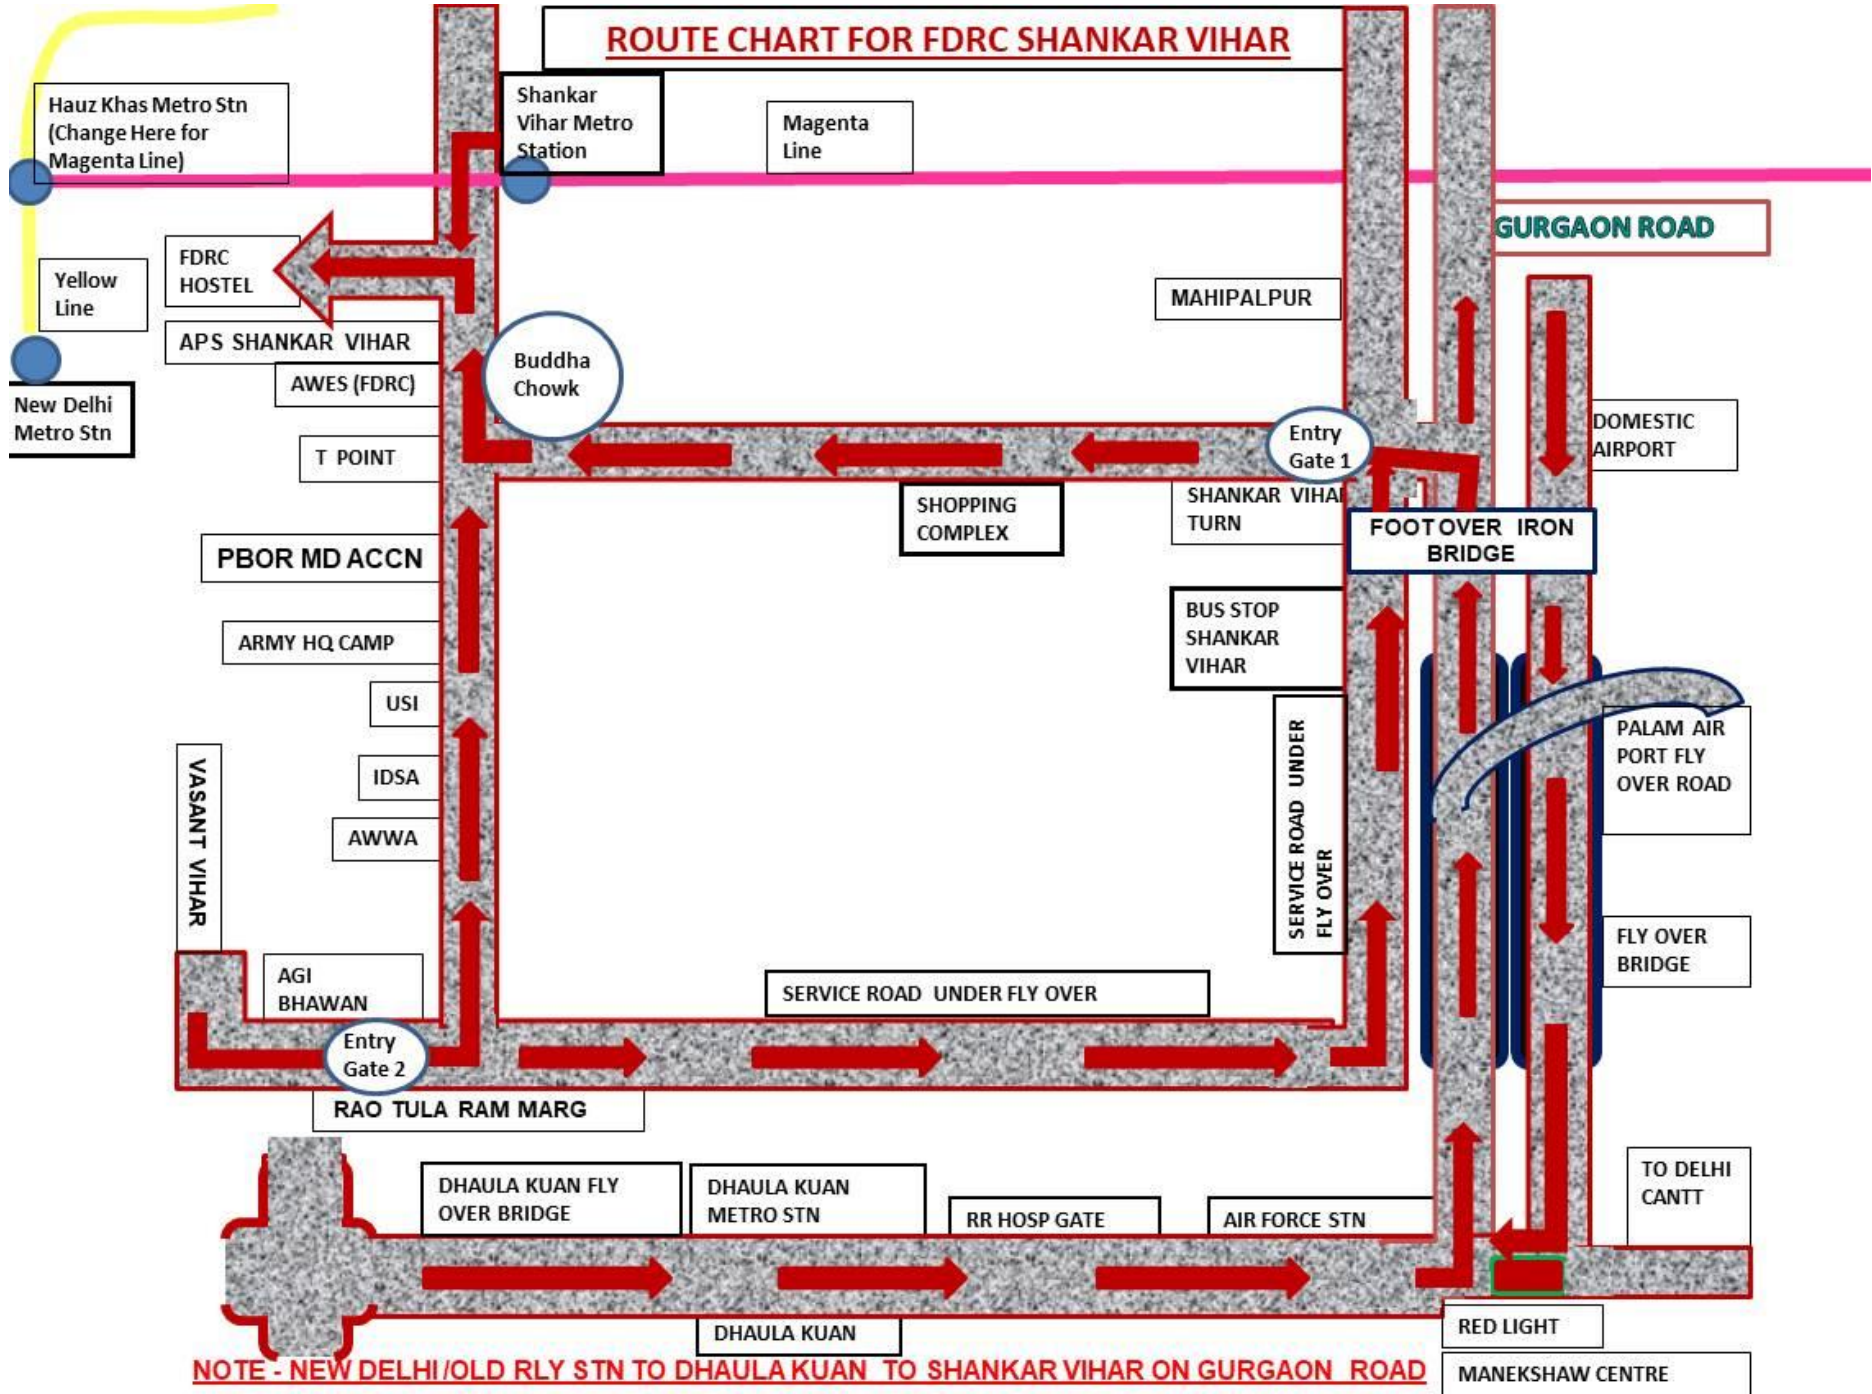 ROUTE CHART FOR FDRC SHANKAR VIHAR
Hauz Khas Metro Stn
(Change Here for
Magenta Line)
Shankar
Vihar Metro
Station
Magenta
Line
GURGAON ROAD
FDRC
HOSTEL
Yellow
Line
MAHIPALPUR
APS SHANKAR VIHAR
Buddha
Chowk
AWES (FDRC)
New Delhi
Metro Stn
T POINT
Entry
Gate 1
DOMESTIC
AIRPORT
SHOPPING
COMPLEX
SHANKAR VIHAR
TURN
FOOT OVER IRON
BRIDGE
PBOR MD ACCN
BUS STOP
SHANKAR
VIHAR
ARMY HQ CAMP
USI
IDSA
AWWA
VASANT VIHAR
SERVICE ROAD UNDER
FLY OVER
PALAM AIR
PORT FLY
OVER ROAD
FLY OVER
BRIDGE
AGI
BHAWAN
SERVICE ROAD UNDER FLY OVER
Entry
Gate 2
RAO TULA RAM MARG
DHAULA KUAN FLY
OVER BRIDGE
DHAULA KUAN
METRO STN
RR HOSP GATE
AIR FORCE STN
TO DELHI
CANTT
DHAULA KUAN
RED LIGHT
MANEKSHAW CENTRE
NOTE - NEW DELHI/OLD RLY STN TO DHAULA KUAN TO SHANKAR VIHAR ON GURGAON ROAD